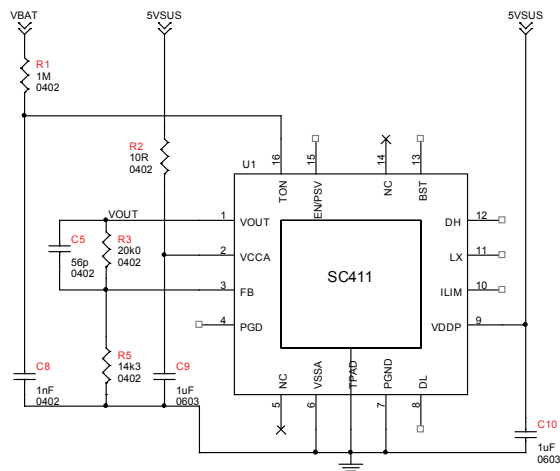 VBAT
5VSUS
5VSUS
R1
1M
0402
R2
10R
0402
U1
16
15
14
13
TON
EN/PSV
NC
BST
VOUT
1
VOUT
DH
12
C5
56p
0402
R3
20k0
0402
2
VCCA
LX
11
SC411
3
FB
ILIM
10
4
PGD
VDDP
9
R5
14k3
0402
C8
1nF
0402
C9
1uF
0603
NC
VSSA
TPAD
PGND
DL
5
6
7
8
C10
1uF
0603